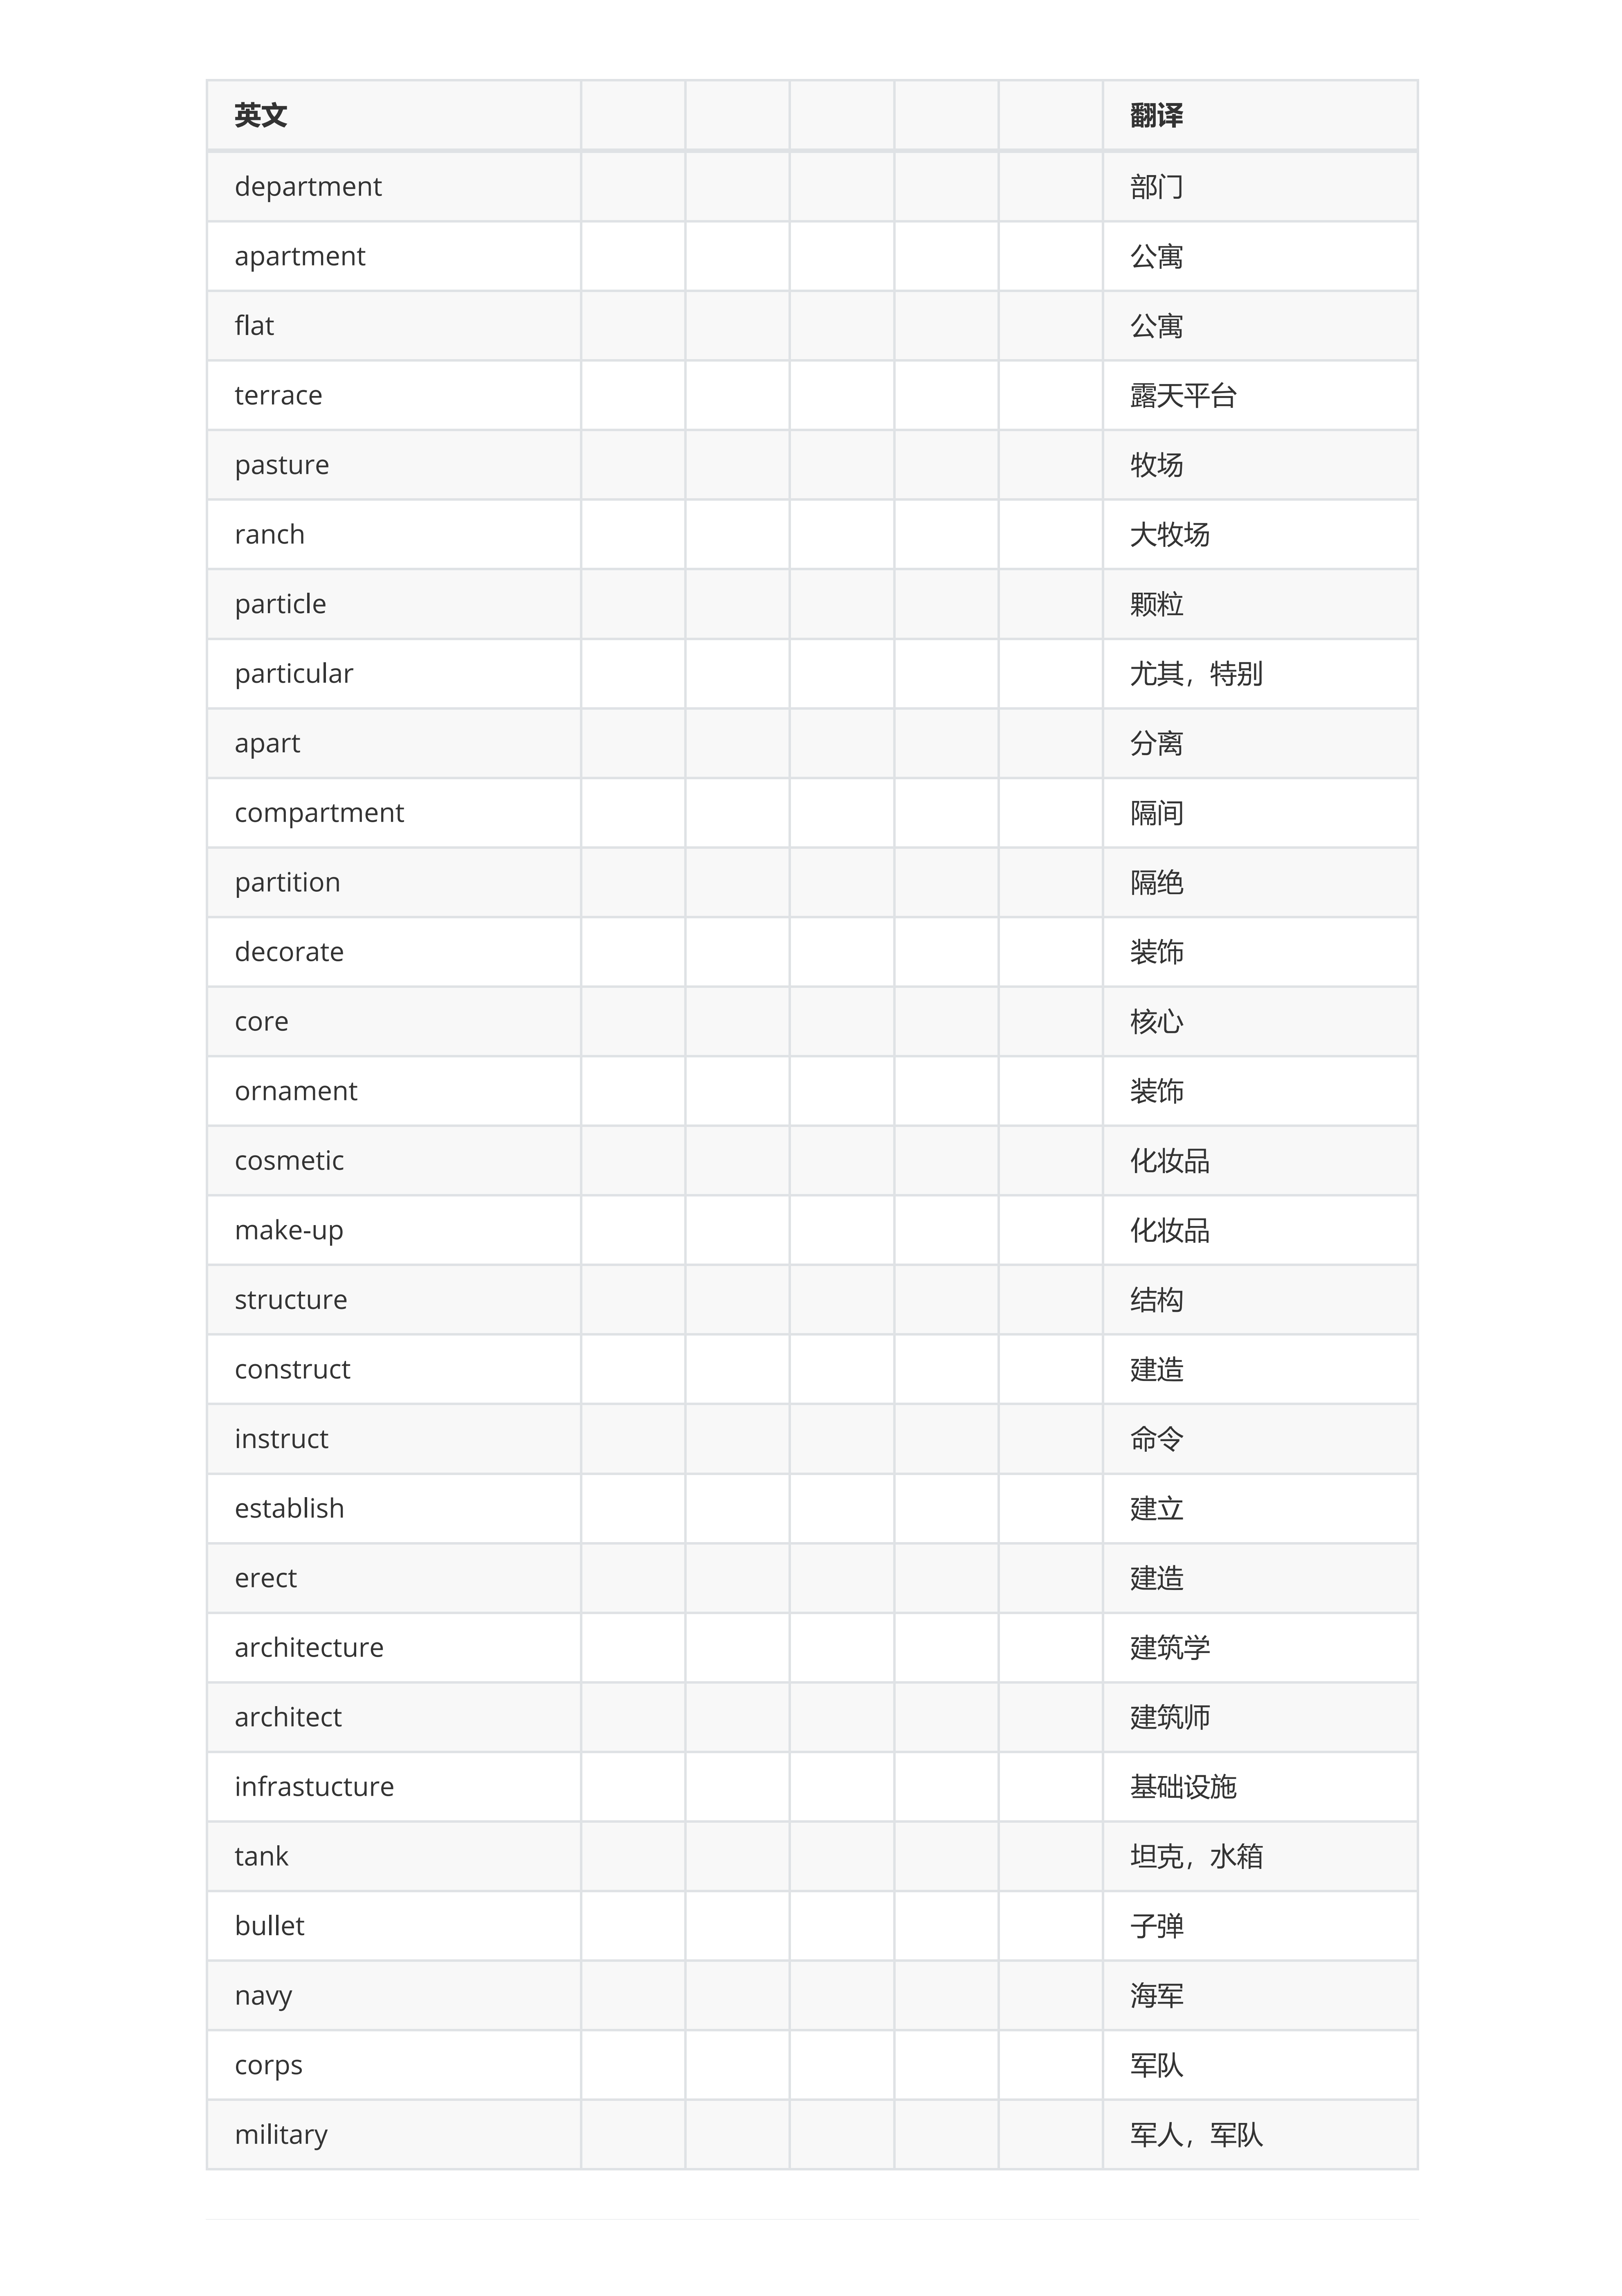 英文 翻译
department 部门
apartment 公寓
flat 公寓
terrace 露天平台
pasture 牧场
ranch 大牧场
particle 颗粒
particular 尤其，特别
apart 分离
compartment 隔间
partition 隔绝
decorate 装饰
core 核心
ornament 装饰
cosmetic 化妆品
make-up 化妆品
structure 结构
construct 建造
instruct 命令
establish 建立
erect 建造
architecture 建筑学
architect 建筑师
infrastucture 基础设施
tank 坦克，水箱
bullet 子弹
navy 海军
corps 军队
military 军人，军队